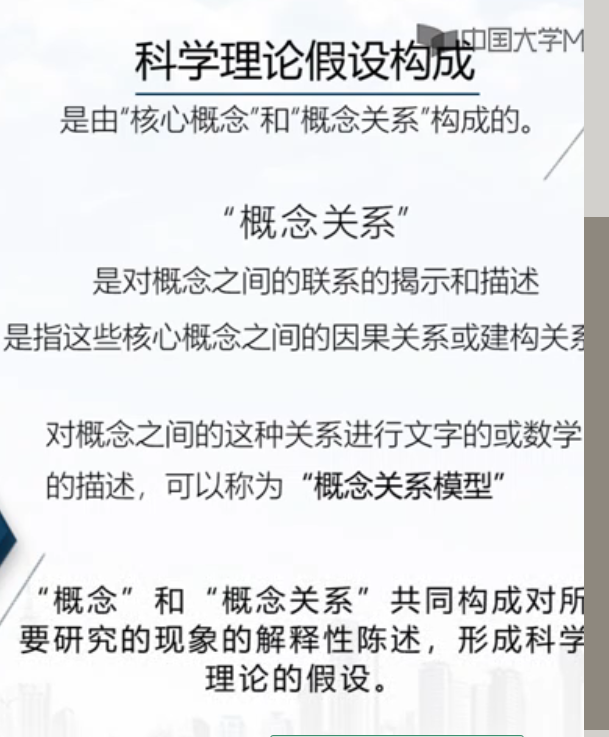 中国大学M
科学理论假设构成
是由“核心概念”和“概念关系”构成的。
“概念关系”
是对概念之间的联系的揭示和描述
是指这些核心概念之间的因果关系或建构关系
对概念之间的这种关系进行文字的或数学
的描述，可以称为“概念关系模型”
“概念”和“概念关系”共同构成对所
要研究的现象的解释性陈述，形成科学
理论的假设。